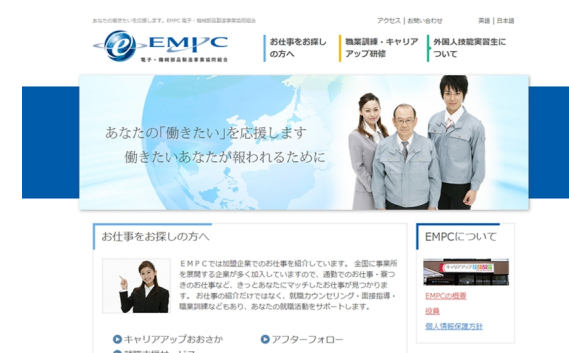 あなたの働きたいを応援します。EMPC 電子・機械部品製造事業協同組合
アクセス | お問い合わせ
英語 | 日本語
EMPC
電子・機械部品製造事業協同組合
お仕事をお探し
の方へ
職業訓練・キャリア
アップ研修
外国人技能実習生に
ついて
あなたの「働きたい」を応援します
働きたいあなたが報われるために
お仕事をお探しの方へ
ＥＭＰＣでは加盟企業でのお仕事を紹介しています。 全国に事業所
を展開する企業が多く加入していますので、通勤でのお仕事・寮つ
きのお仕事など、きっとあなたにマッチしたお仕事が見つかりま
す。 お仕事の紹介だけではなく、就職カウンセリング・面接指導・
職業訓練などもあり、あなたの就職活動をサポートします。
キャリアアップおおさか
アフターフォロー
就職支援サービス
EMPCについて
EMPCの概要
役員
個人情報保護方針